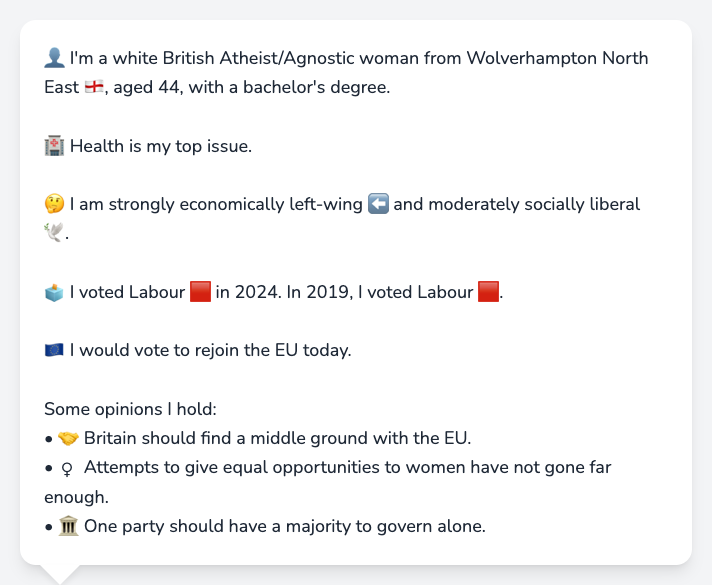 👤 I'm a white British Atheist/Agnostic woman from Wolverhampton North
East 🏴󠁧󠁢󠁥󠁮󠁧󠁿, aged 44, with a bachelor's degree.
🏥 Health is my top issue.
🤔 I am strongly economically left-wing ⬅️ and moderately socially liberal
🕊️.
🗳️ I voted Labour 🟥 in 2024. In 2019, I voted Labour 🟥.
🇪🇺 I would vote to rejoin the EU today.
Some opinions I hold:
• 🤝 Britain should find a middle ground with the EU.
• ♀ Attempts to give equal opportunities to women have not gone far
enough.
• 🏛️ One party should have a majority to govern alone.